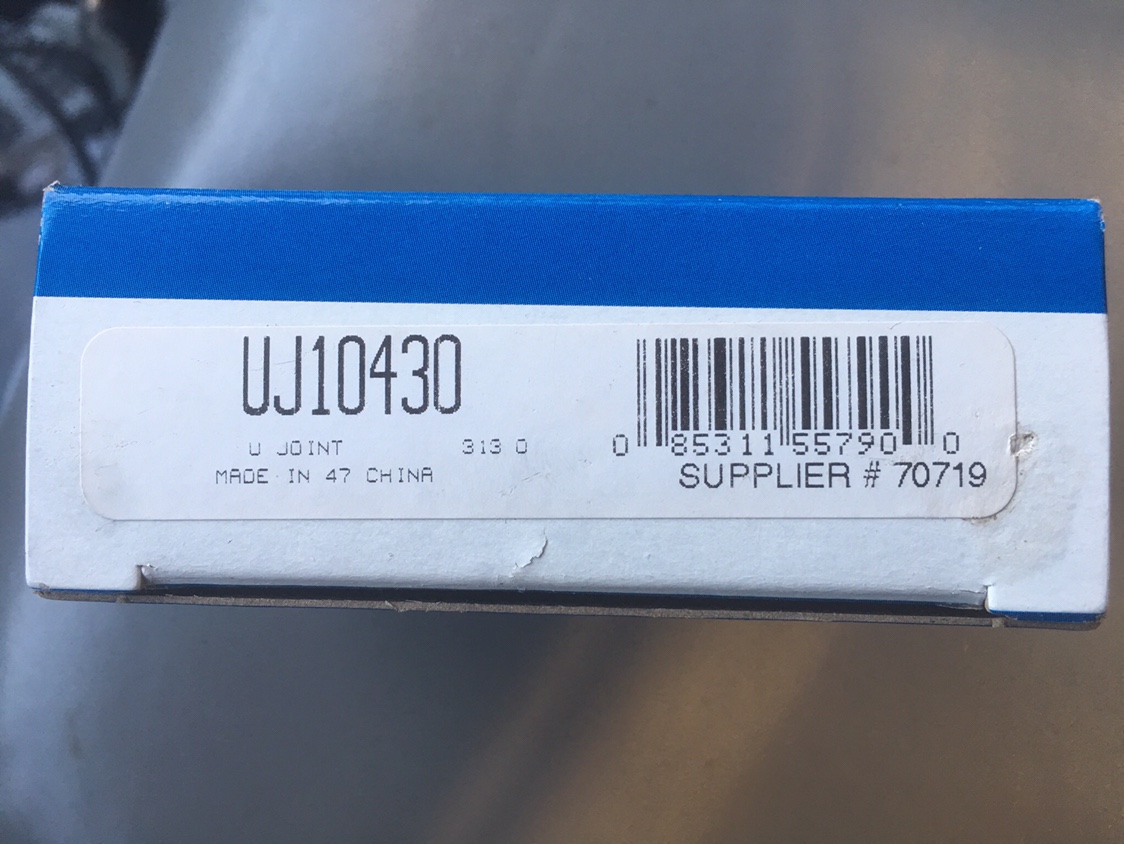 UJ10430
U JOINT 313 0
MADE IN 47 CHINA
0 85311 55790 0
SUPPLIER # 70719